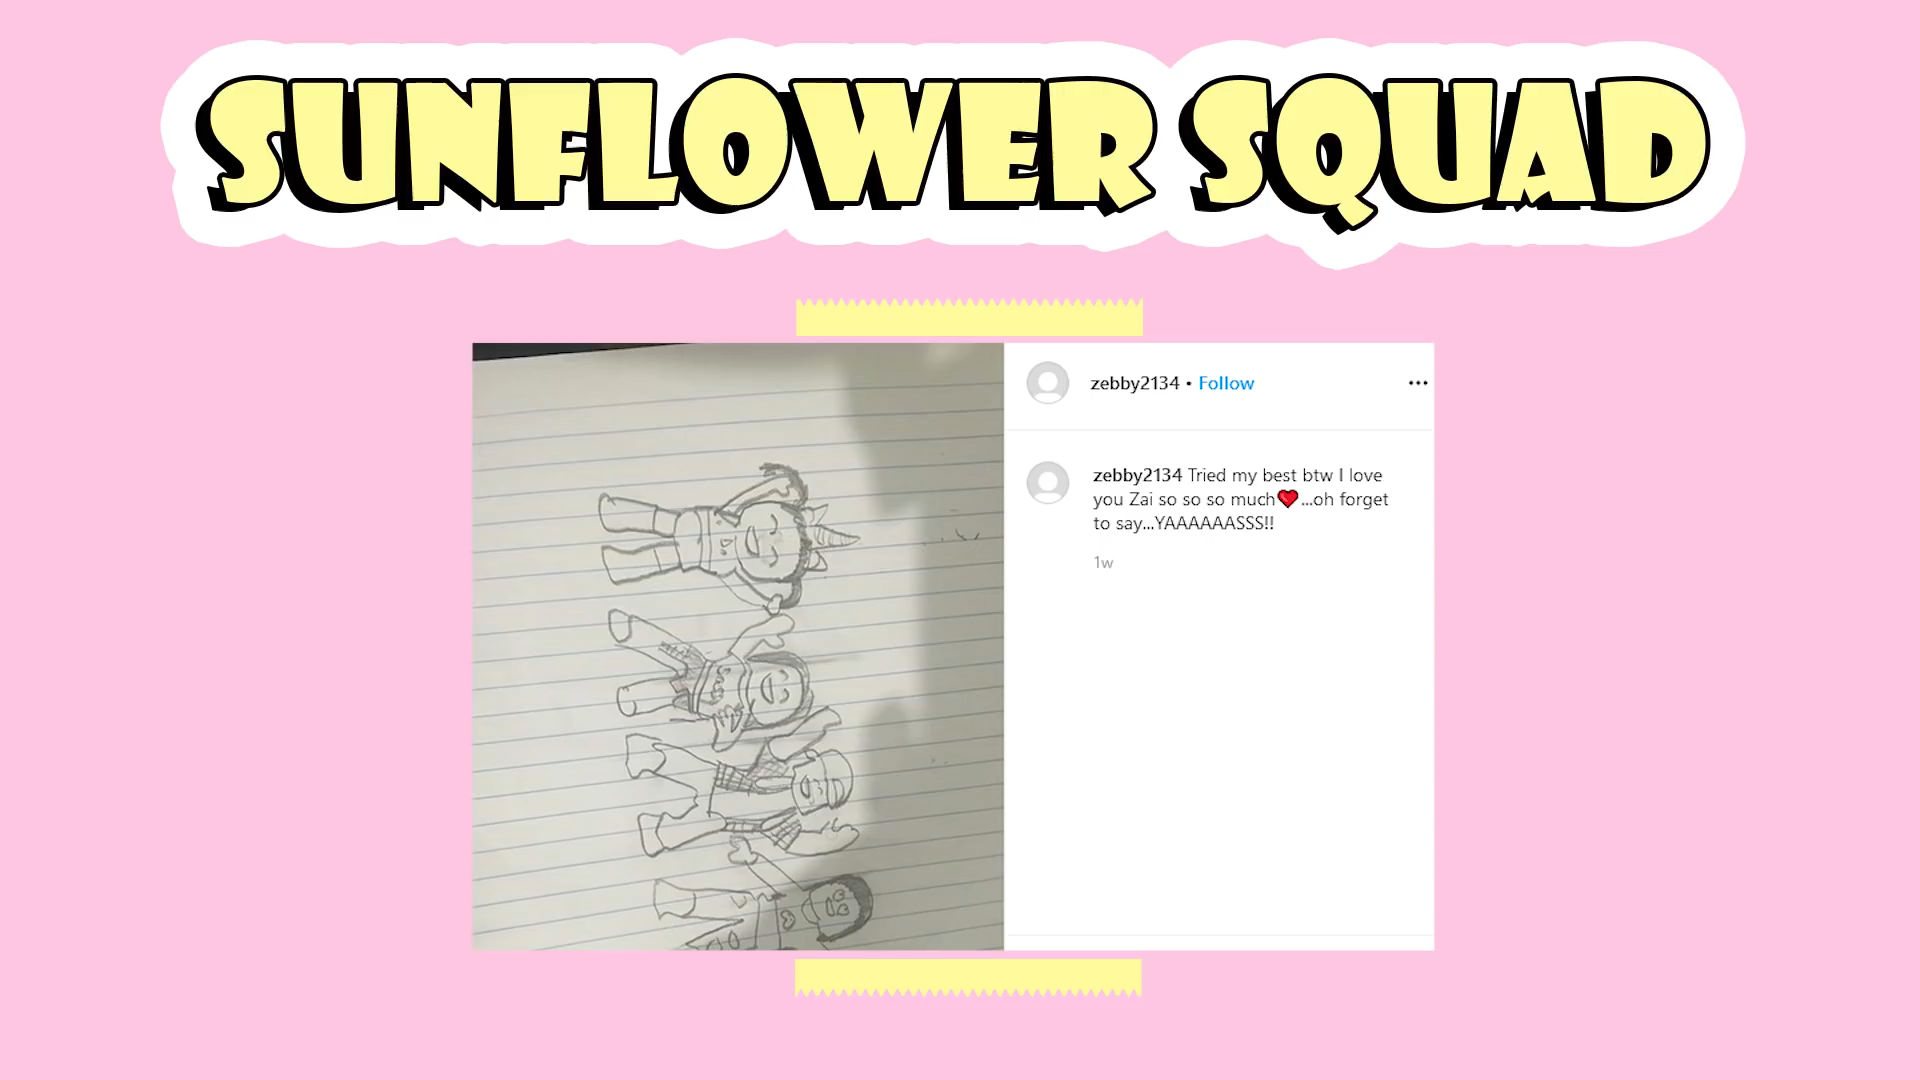 SUNFLOWER SQUAD
zebby2134 • Follow
zebby2134 Tried my best btw I love
you Zai so so so much❤️...oh forget
to say...YAAAAAASSS!!
1w